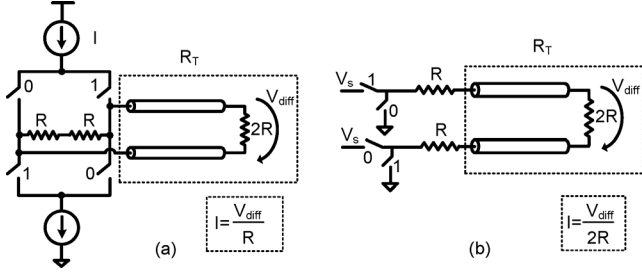 I
R_T
0
1
V_diff
R
R
2R
1
0
(a)
I=V_diff/R
R_T
V_s
1
R
V_diff
0
2R
V_s
0
1
R
(b)
I=V_diff/2R